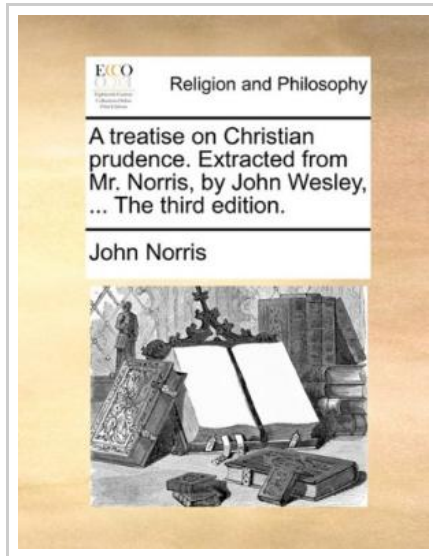 ECCO
Religion and Philosophy
A treatise on Christian
prudence. Extracted from
Mr. Norris, by John Wesley,
... The third edition.
John Norris